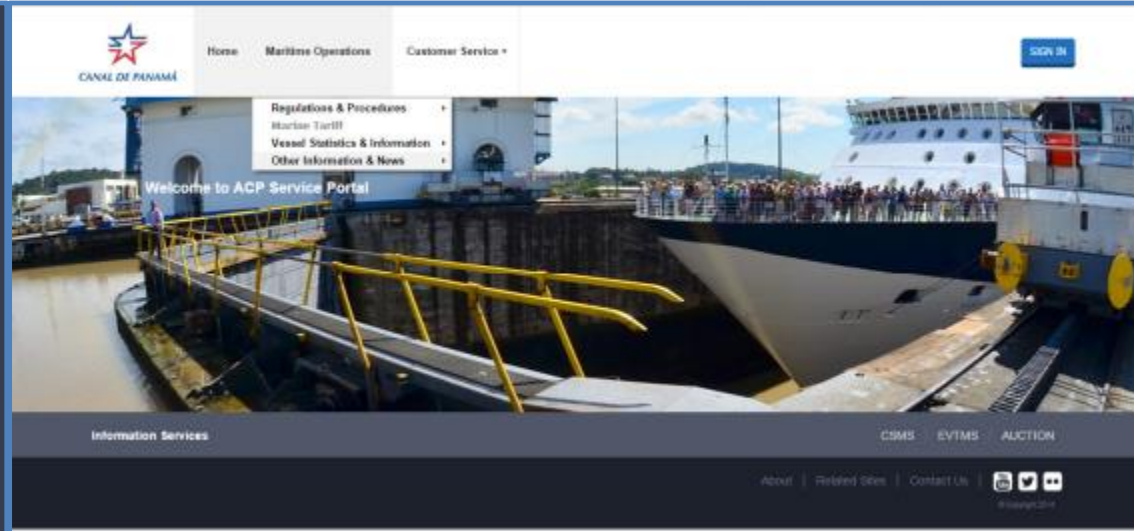 CANAL DE PANAMÁ
Home Maritime Operations Customer Service
SIGN IN
Regulations & Procedures
Marine Tariff
Vessel Statistics & Information
Other Information & News
Welcome to ACP Service Portal
Information Services CSMS EVTMS AUCTION
About | Related Sites | Contact Us |